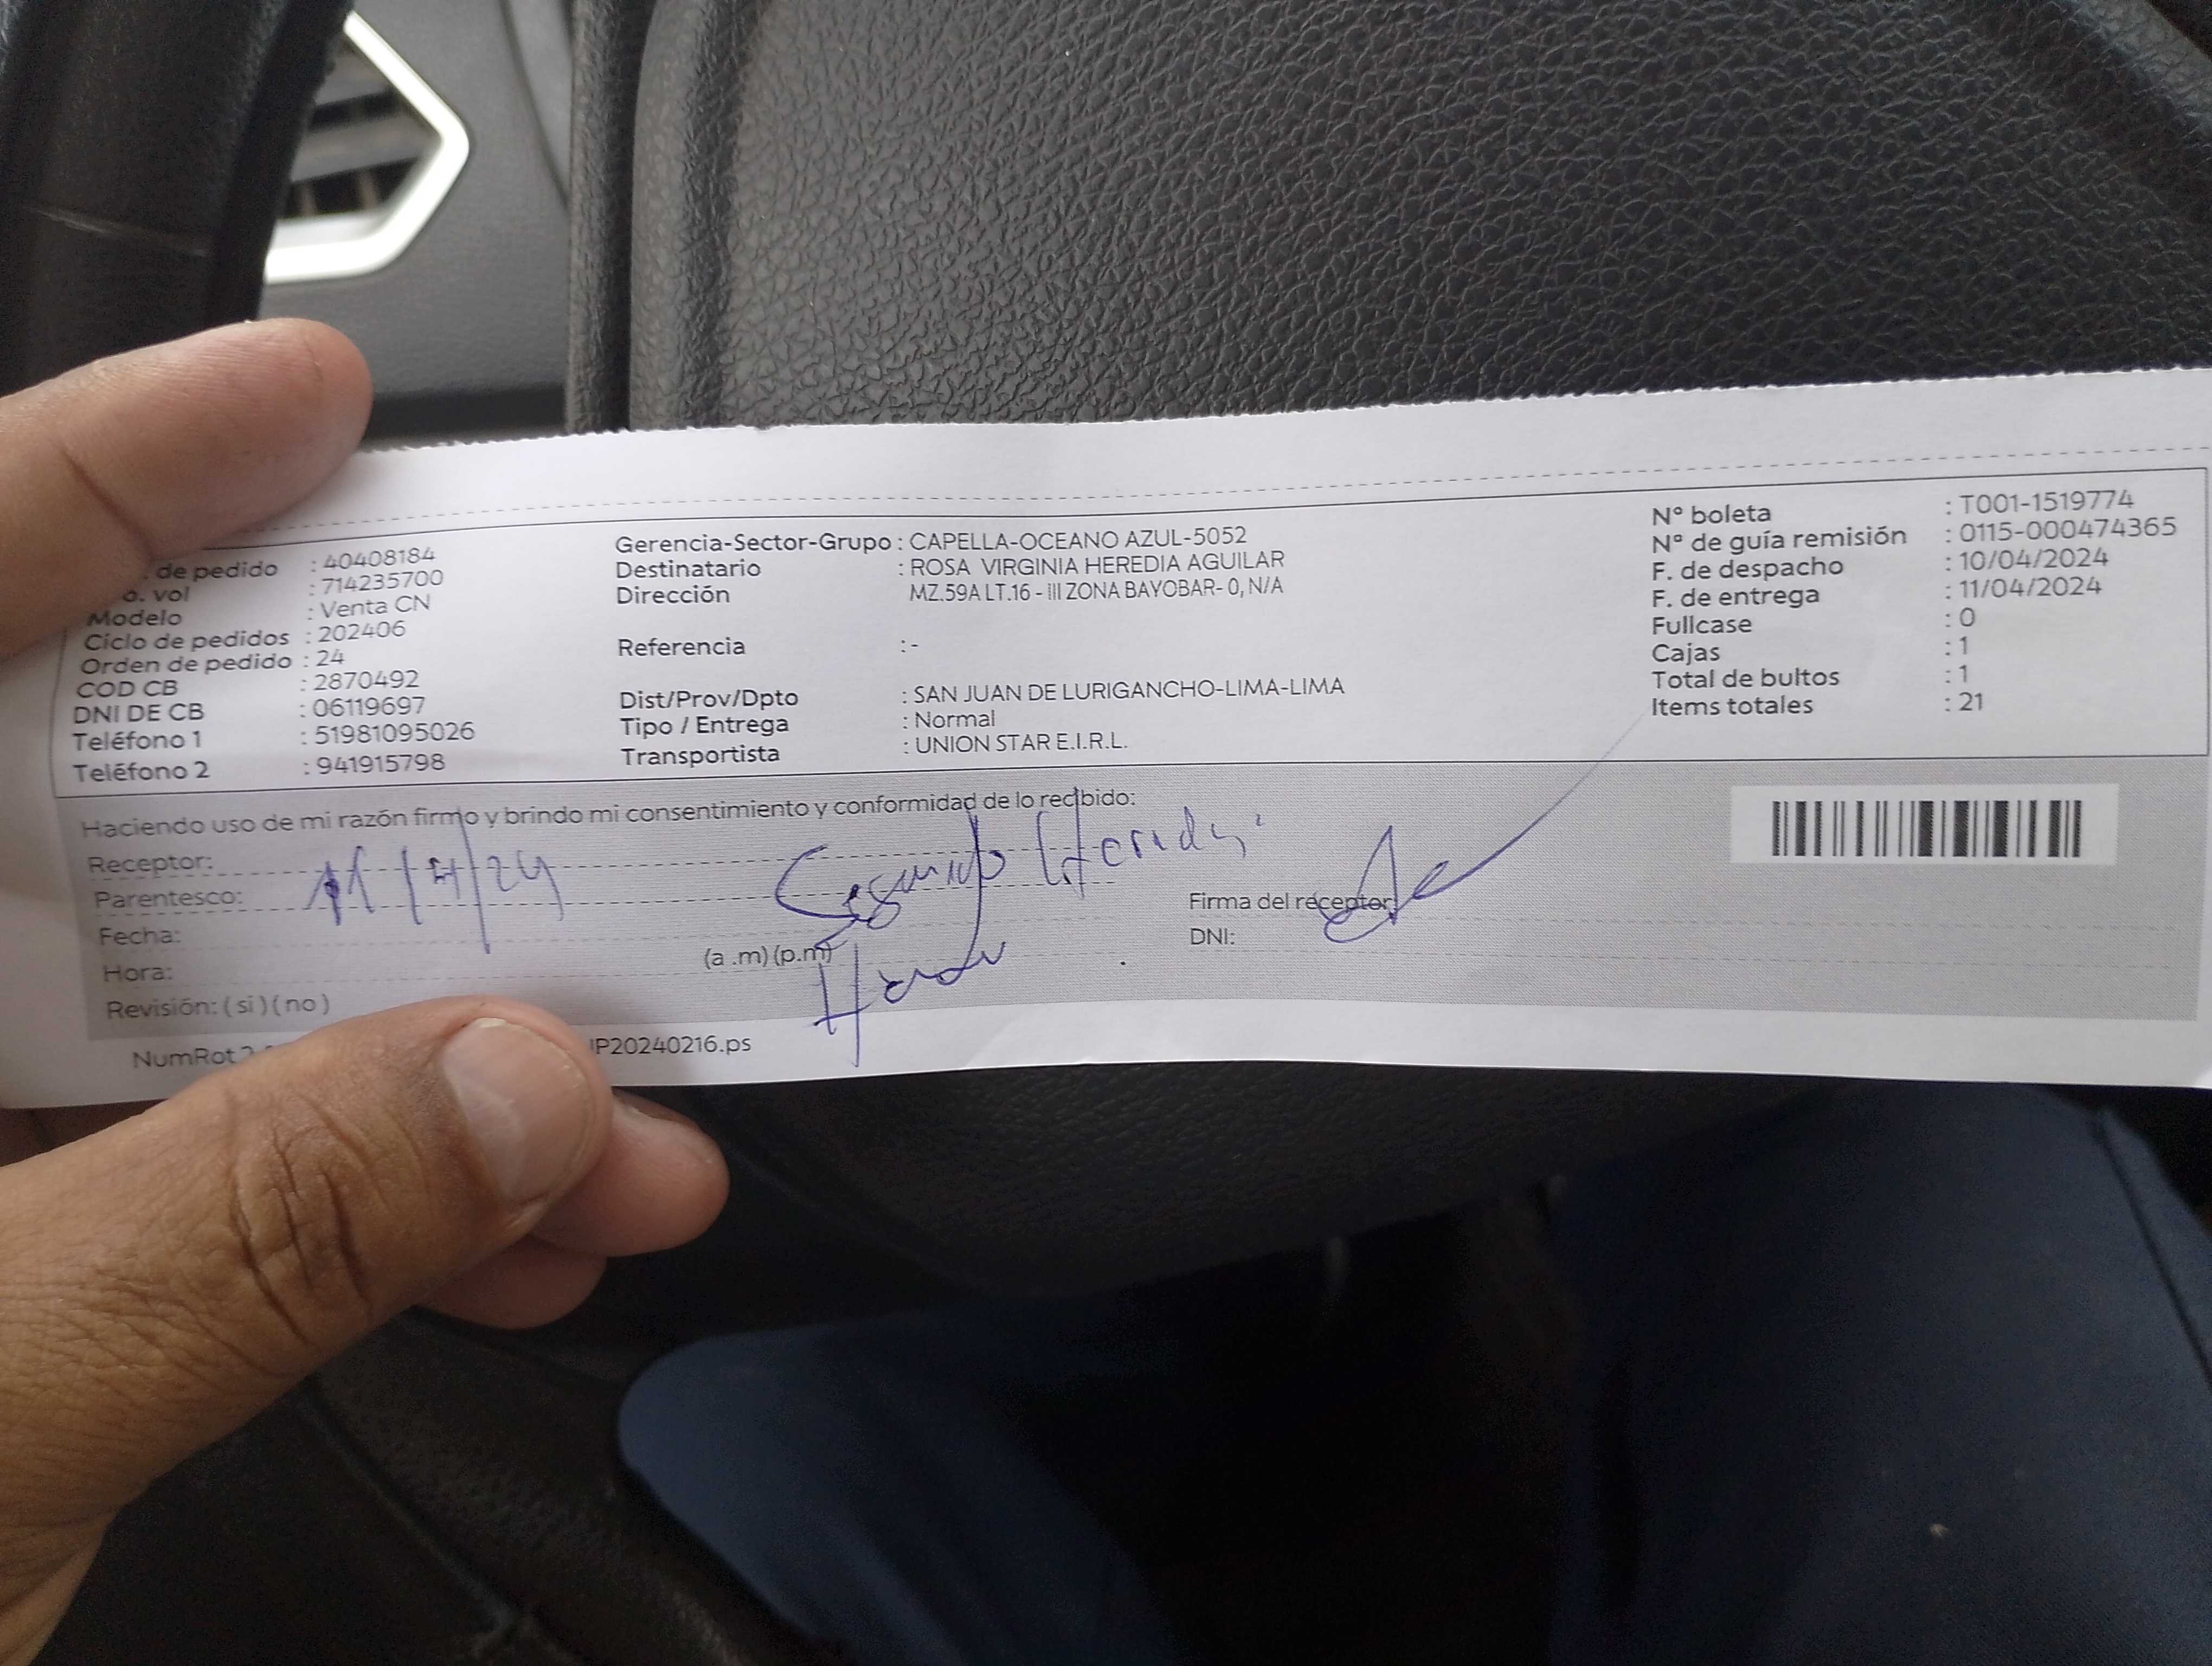 de pedido : 40408184
o. vol : 714235700
Modelo : Venta CN
Ciclo de pedidos : 202406
Orden de pedido : 24
COD CB : 2870492
DNI DE CB : 06119697
Teléfono 1 : 51981095026
Teléfono 2 : 941915798
Gerencia-Sector-Grupo : CAPELLA-OCEANO AZUL-5052
Destinatario : ROSA VIRGINIA HEREDIA AGUILAR
Dirección MZ.59A LT.16 - III ZONA BAYOBAR- 0, N/A
Referencia : -
Dist/Prov/Dpto : SAN JUAN DE LURIGANCHO-LIMA-LIMA
Tipo / Entrega : Normal
Transportista : UNION STAR E.I.R.L.
N° boleta : T001-1519774
N° de guía remisión : 0115-000474365
F. de despacho : 10/04/2024
F. de entrega : 11/04/2024
Fullcase : 0
Cajas : 1
Total de bultos : 1
Items totales : 21
Haciendo uso de mi razón firmo y brindo mi consentimiento y conformidad de lo recibido:
Receptor:
Parentesco: 11/4/24
Segundo
Fecha:
Hora: (a .m) (p.m)
Revisión: ( si ) ( no )
Firma del receptor
DNI:
NumRot IP20240216.ps